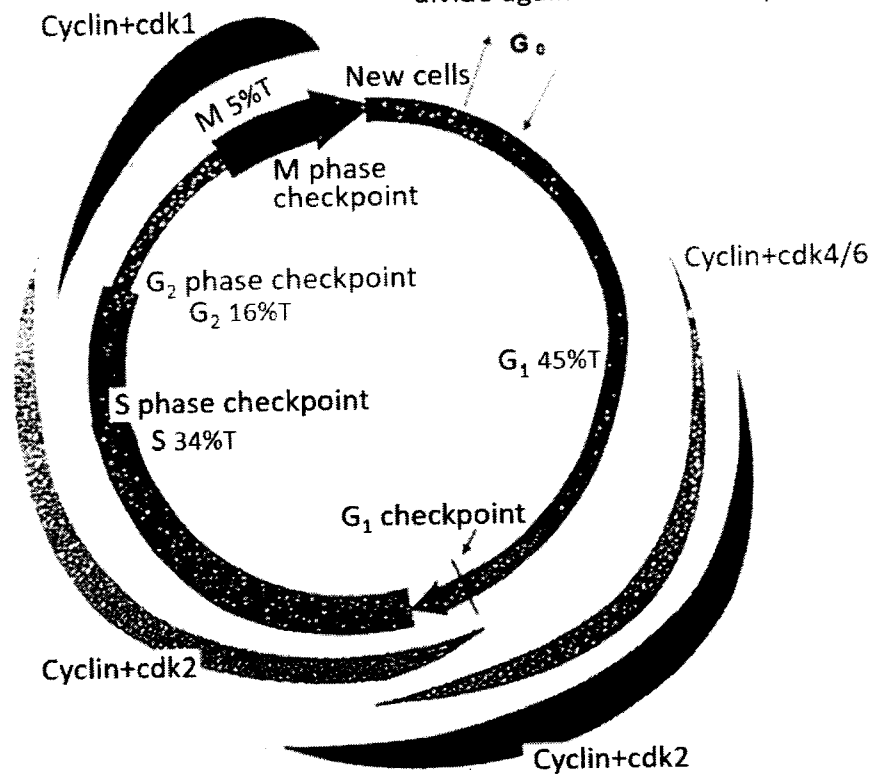 Cyclin+cdk1
G₀
New cells
M 5%T
M phase
checkpoint
Cyclin+cdk4/6
G₂ phase checkpoint
G₂ 16%T
G₁ 45%T
S phase checkpoint
S 34%T
G₁ checkpoint
Cyclin+cdk2
Cyclin+cdk2